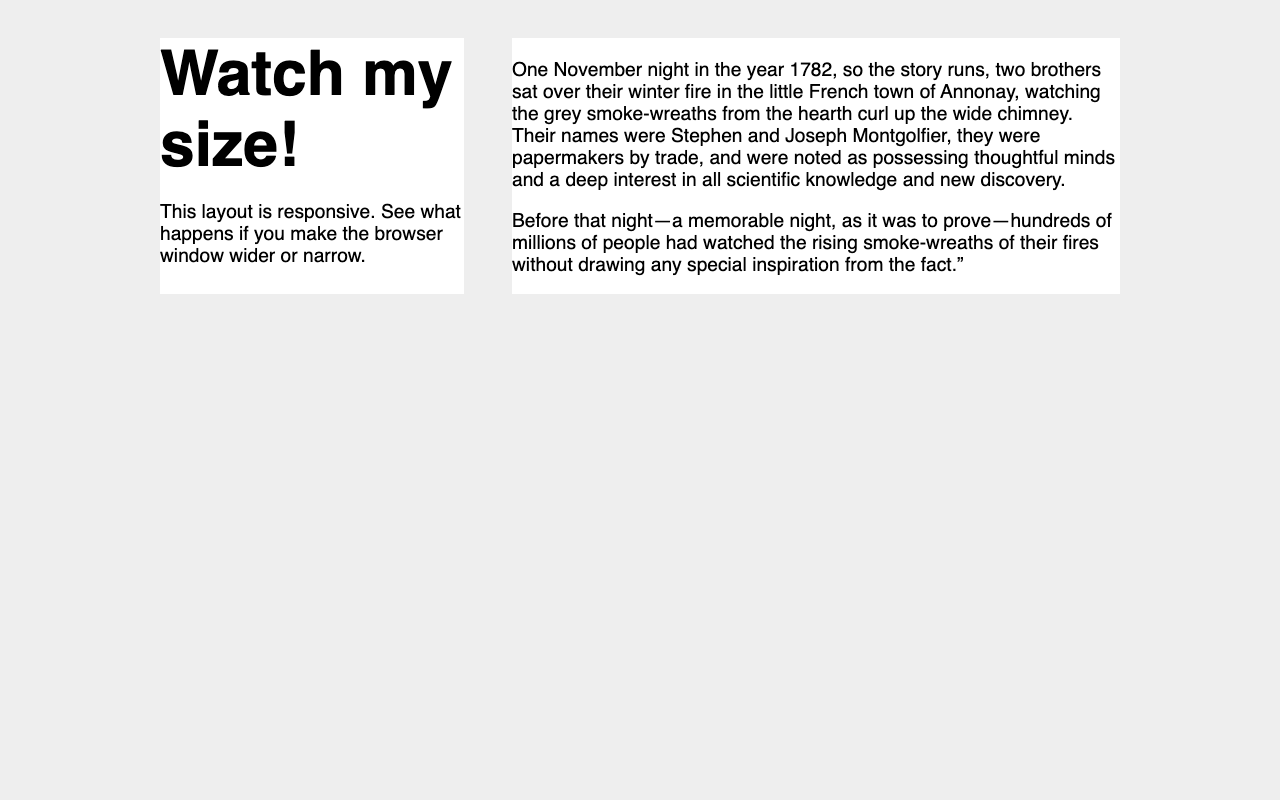 Watch my
size!
This layout is responsive. See what
happens if you make the browser
window wider or narrow.
One November night in the year 1782, so the story runs, two brothers
sat over their winter fire in the little French town of Annonay, watching
the grey smoke-wreaths from the hearth curl up the wide chimney.
Their names were Stephen and Joseph Montgolfier, they were
papermakers by trade, and were noted as possessing thoughtful minds
and a deep interest in all scientific knowledge and new discovery.
Before that night—a memorable night, as it was to prove—hundreds of
millions of people had watched the rising smoke-wreaths of their fires
without drawing any special inspiration from the fact.”